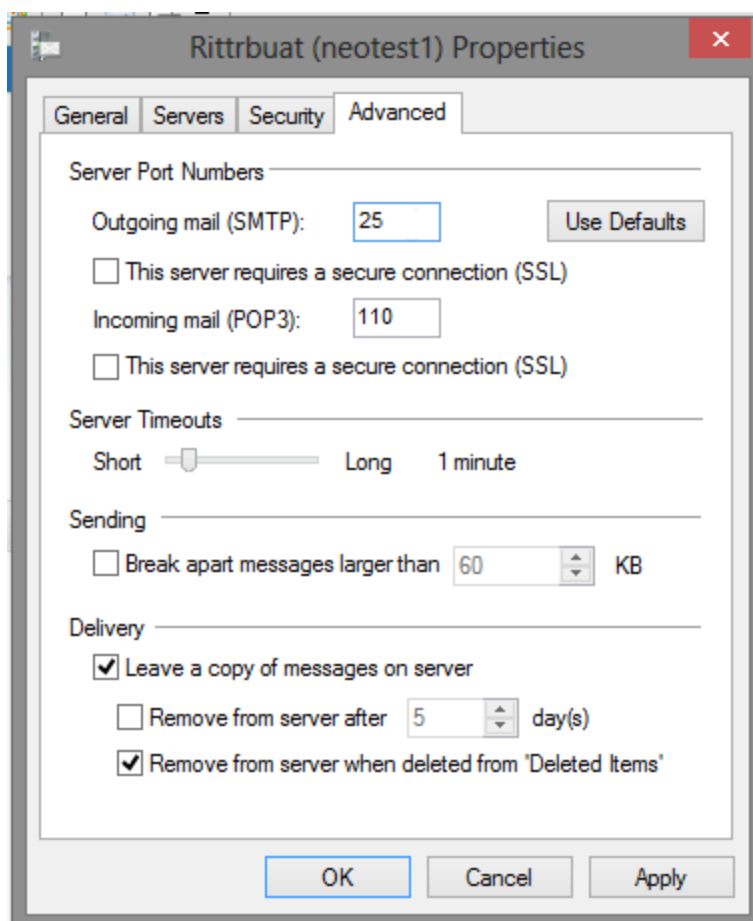 Rittrbuat (neotest1) Properties
General Servers Security Advanced
Server Port Numbers
Outgoing mail (SMTP): 25 Use Defaults
This server requires a secure connection (SSL)
Incoming mail (POP3): 110
This server requires a secure connection (SSL)
Server Timeouts
Short Long 1 minute
Sending
Break apart messages larger than 60 KB
Delivery
Leave a copy of messages on server
Remove from server after 5 day(s)
Remove from server when deleted from 'Deleted Items'
OK Cancel Apply